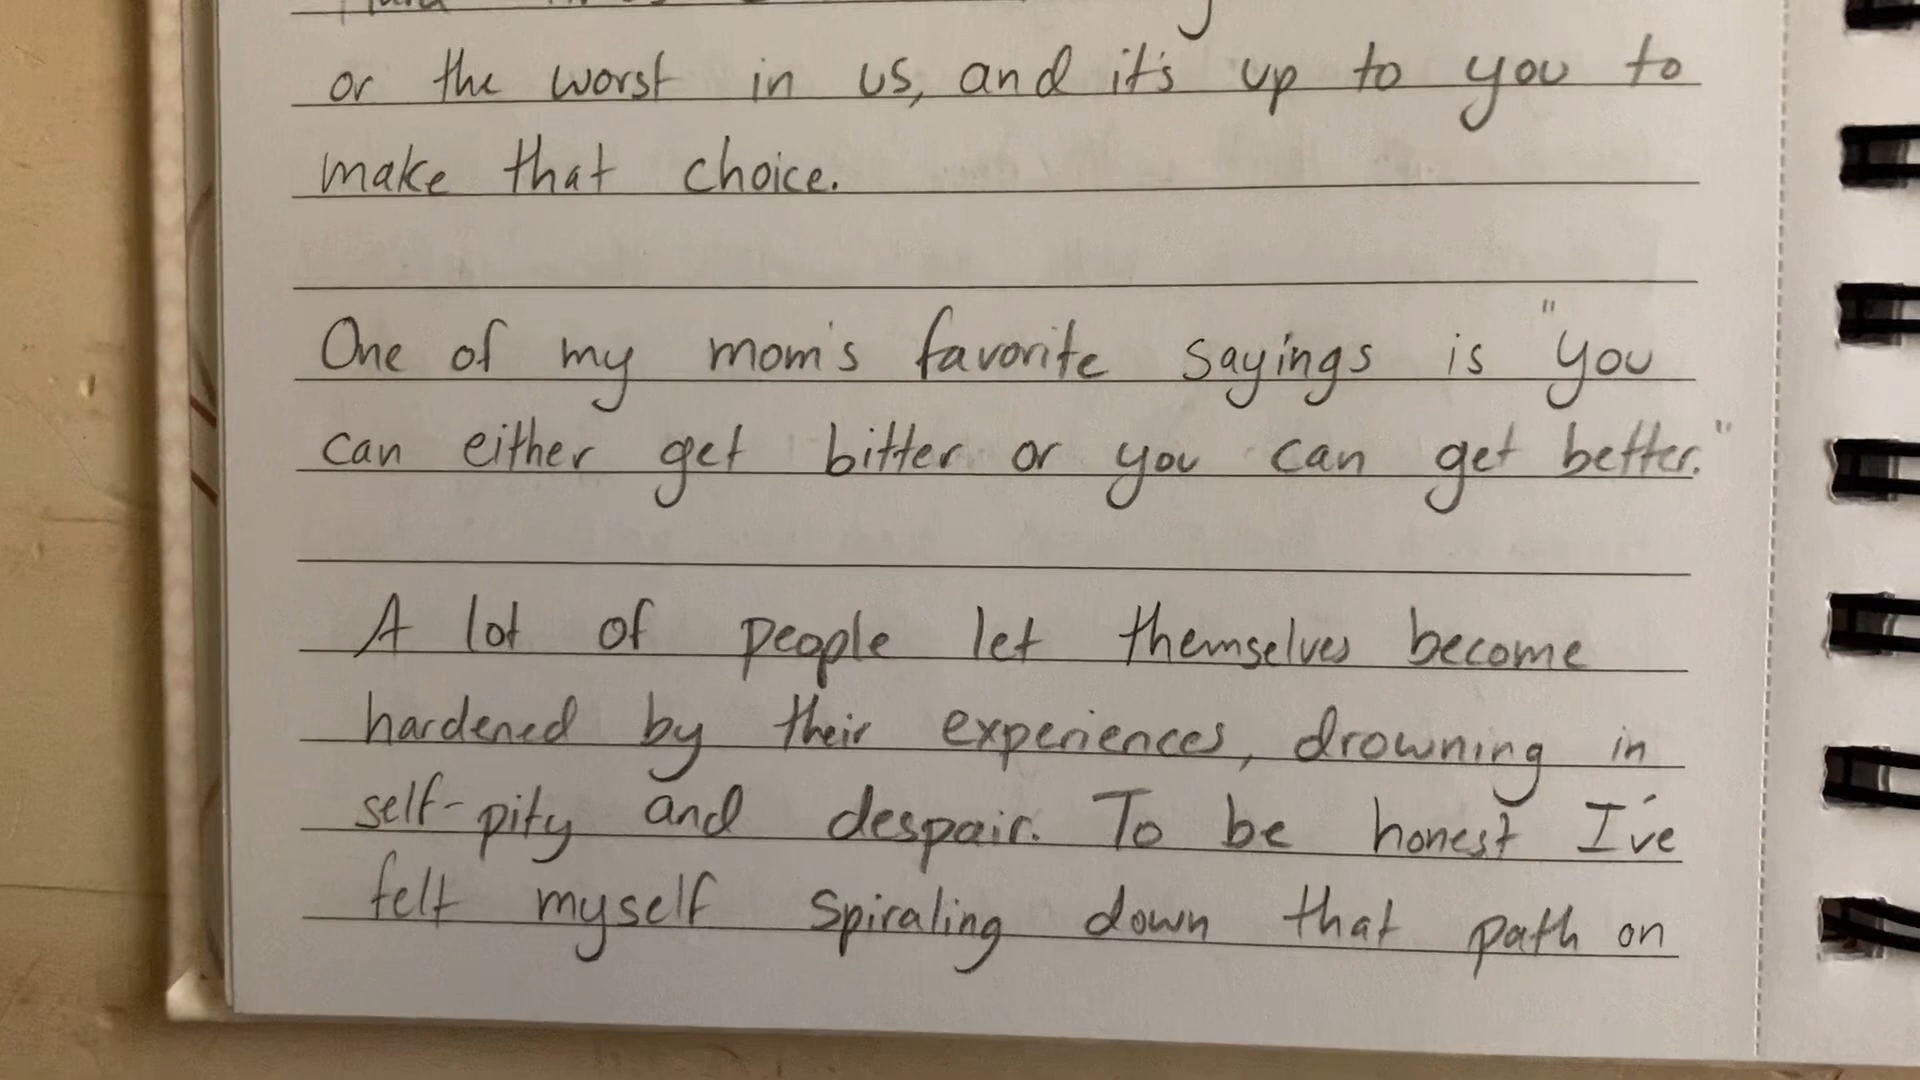 or the worst in us, and it's up to you to
make that choice.
One of my mom's favorite sayings is "you
can either get bitter or you can get better."
A lot of people let themselves become
hardened by their experiences, drowning in
self-pity and despair. To be honest I've
felt myself spiraling down that path on